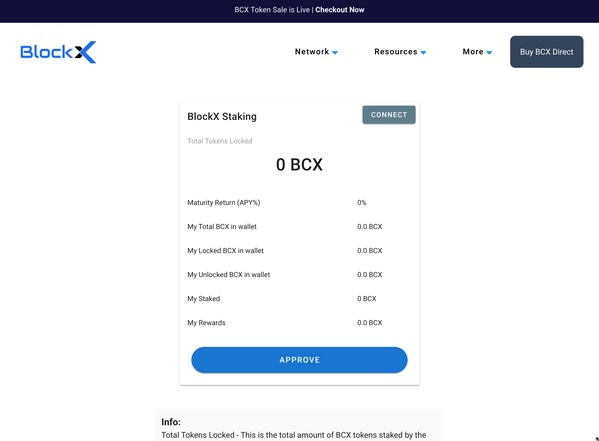 BCX Token Sale is Live | Checkout Now
BlockX
Network
Resources
More
Buy BCX Direct
BlockX Staking
CONNECT
Total Tokens Locked
0 BCX
Maturity Return (APY%) 0%
My Total BCX in wallet 0.0 BCX
My Locked BCX in wallet 0.0 BCX
My Unlocked BCX in wallet 0.0 BCX
My Staked 0 BCX
My Rewards 0.0 BCX
APPROVE
Info:
Total Tokens Locked - This is the total amount of BCX tokens staked by the